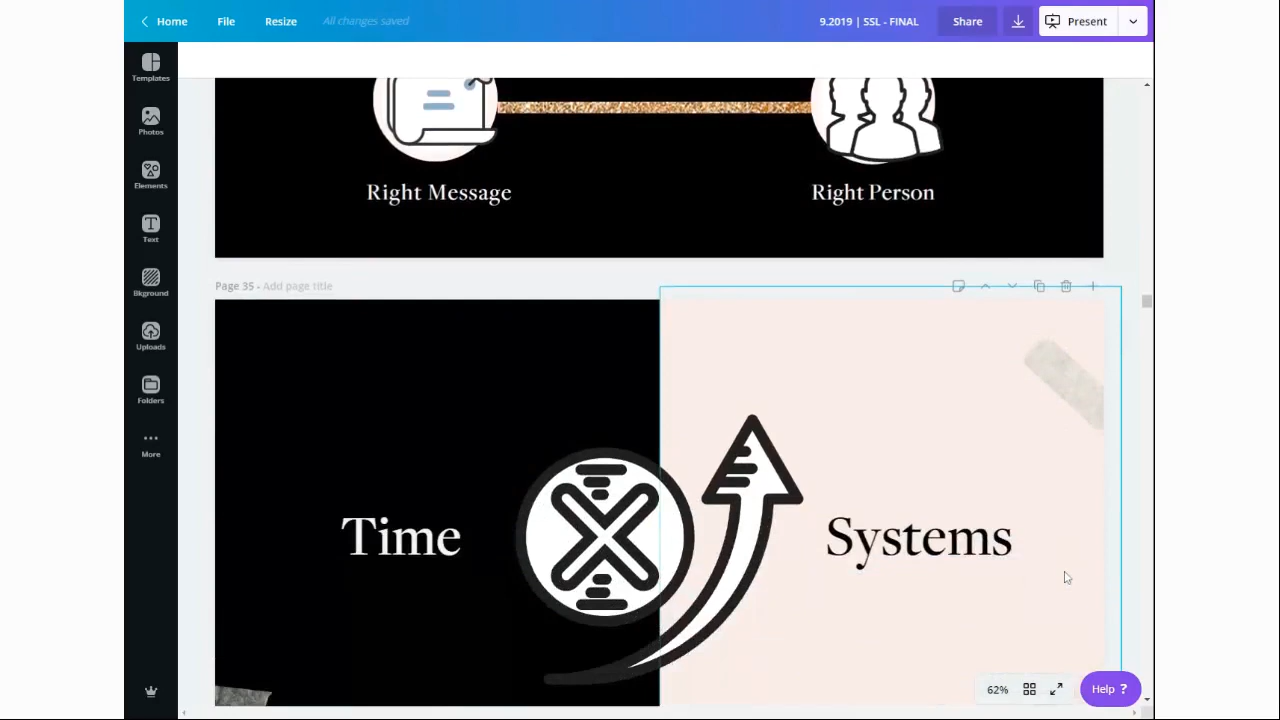 Home File Resize All changes saved 9.2019 | SSL - FINAL Share Present
Templates
Photos
Elements
Text
Bkground
Uploads
Folders
More
Right Message Right Person
Page 35 - Add page title
Time Systems
62% Help ?